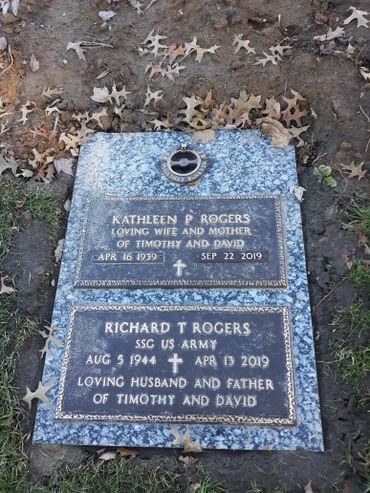 KATHLEEN P ROGERS
LOVING WIFE AND MOTHER
OF TIMOTHY AND DAVID
APR 16 1939 SEP 22 2019
RICHARD T ROGERS
SSG US ARMY
AUG 5 1944 APR 13 2019
LOVING HUSBAND AND FATHER
OF TIMOTHY AND DAVID